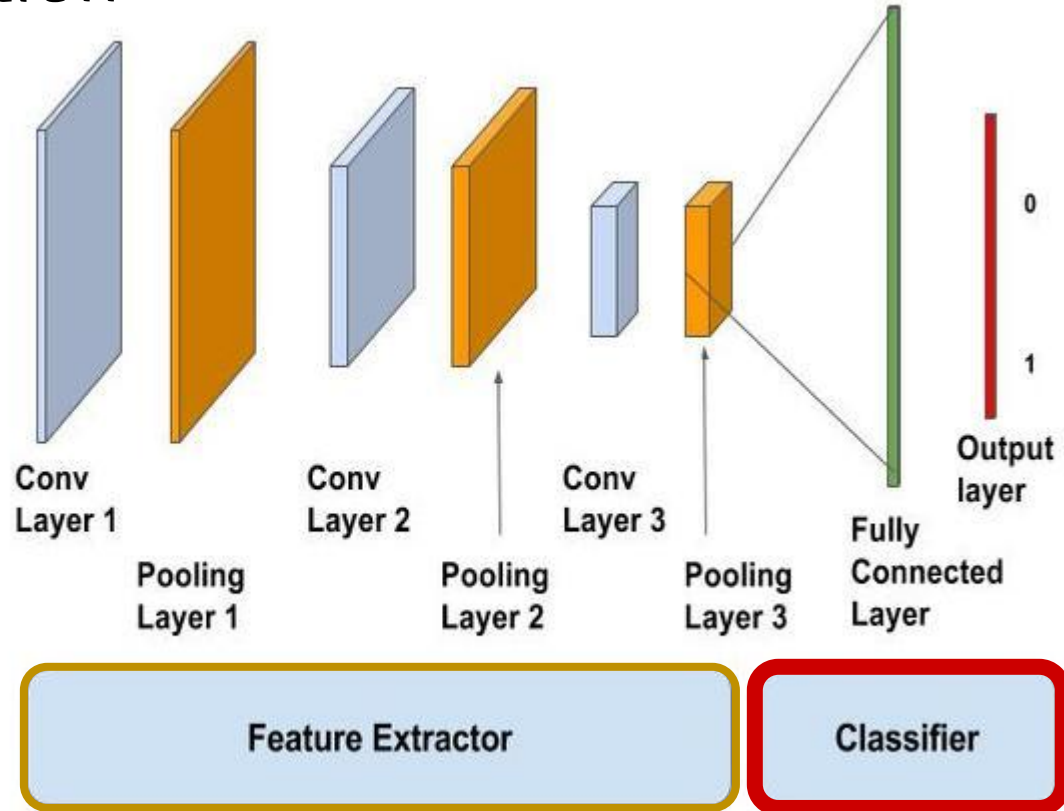 0
1
Output
layer
Conv
Layer 1
Conv
Layer 2
Conv
Layer 3
Fully
Connected
Layer
Pooling
Layer 1
Pooling
Layer 2
Pooling
Layer 3
Feature Extractor
Classifier